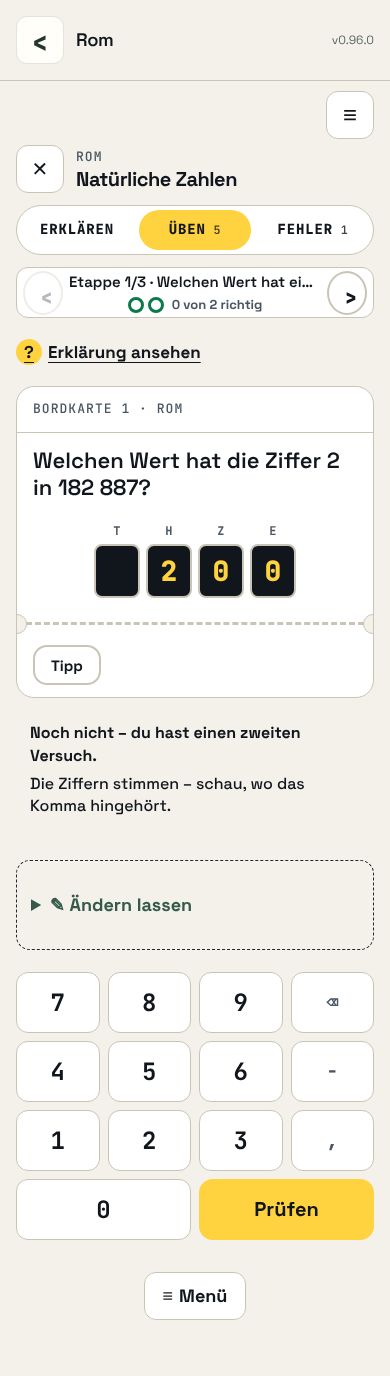 <
Rom
v0.96.0
≡
✕
ROM
Natürliche Zahlen
ERKLÄREN
ÜBEN 5
FEHLER 1
<
Etappe 1/3 · Welchen Wert hat ei...
0 von 2 richtig
>
? Erklärung ansehen
BORDKARTE 1 · ROM
Welchen Wert hat die Ziffer 2
in 182 887?
T H Z E
2 0 0
Tipp
Noch nicht – du hast einen zweiten
Versuch.
Die Ziffern stimmen – schau, wo das
Komma hingehört.
▶ ✎ Ändern lassen
7 8 9 ⌫
4 5 6 -
1 2 3 ,
0 Prüfen
≡ Menü